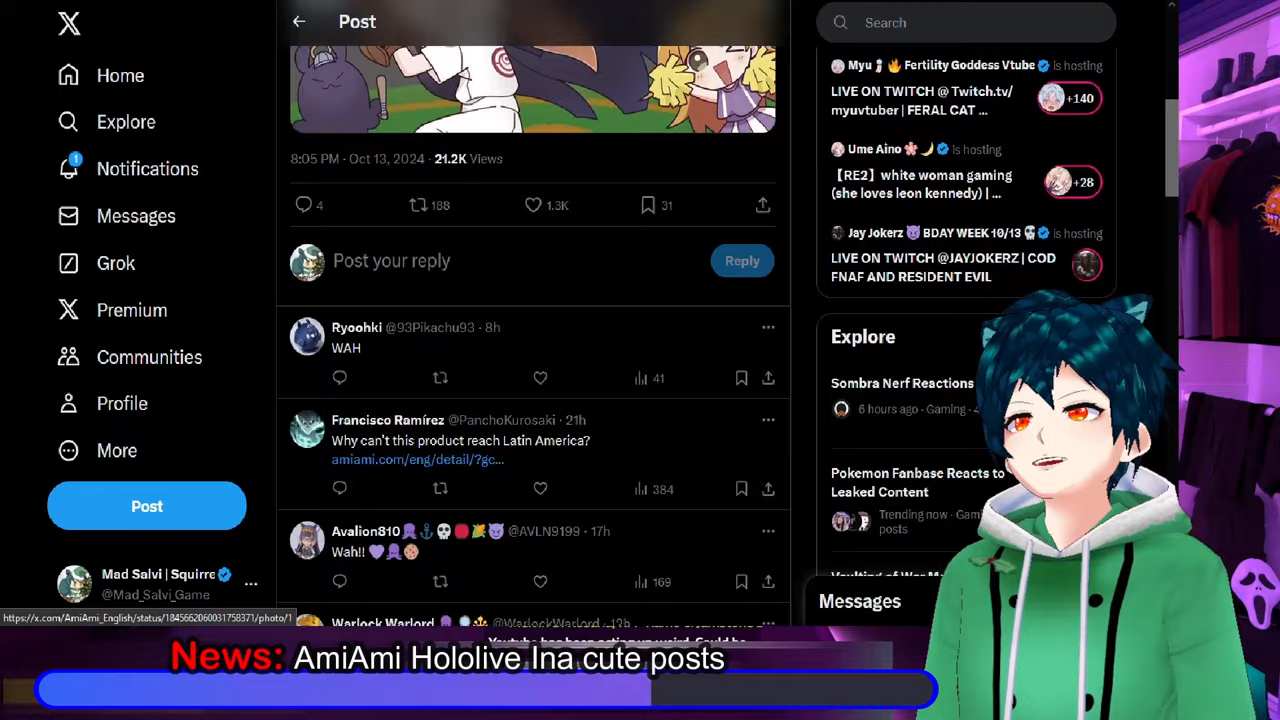 Post
Search
Home
Explore
Notifications
1
Messages
Grok
Premium
Communities
Profile
More
Post
Mad Salvi | Squirre
@Mad_Salvi_Game
https://x.com/AmiAmi_English/status/1845662060031758371/photo/1
8:05 PM · Oct 13, 2024 · 21.2K Views
4
188
1.3K
31
Post your reply
Reply
Ryoohki @93Pikachu93 · 8h
WAH
41
Francisco Ramírez @PanchoKurosaki · 21h
Why can't this product reach Latin America?
amiami.com/eng/detail/?gc...
384
Avalion810 @AVLN9199 · 17h
Wah!!
169
Warlock Warlord
Myu Fertility Goddess Vtube is hosting
LIVE ON TWITCH @ Twitch.tv/
myuvtuber | FERAL CAT ...
+140
Ume Aino is hosting
【RE2】white woman gaming
(she loves leon kennedy) | ...
+28
Jay Jokerz BDAY WEEK 10/13 is hosting
LIVE ON TWITCH @JAYJOKERZ | COD
FNAF AND RESIDENT EVIL
Explore
Sombra Nerf Reactions
6 hours ago · Gaming ·
Pokemon Fanbase Reacts to
Leaked Content
Trending now ·
posts
Messages
News: AmiAmi Hololive Ina cute posts